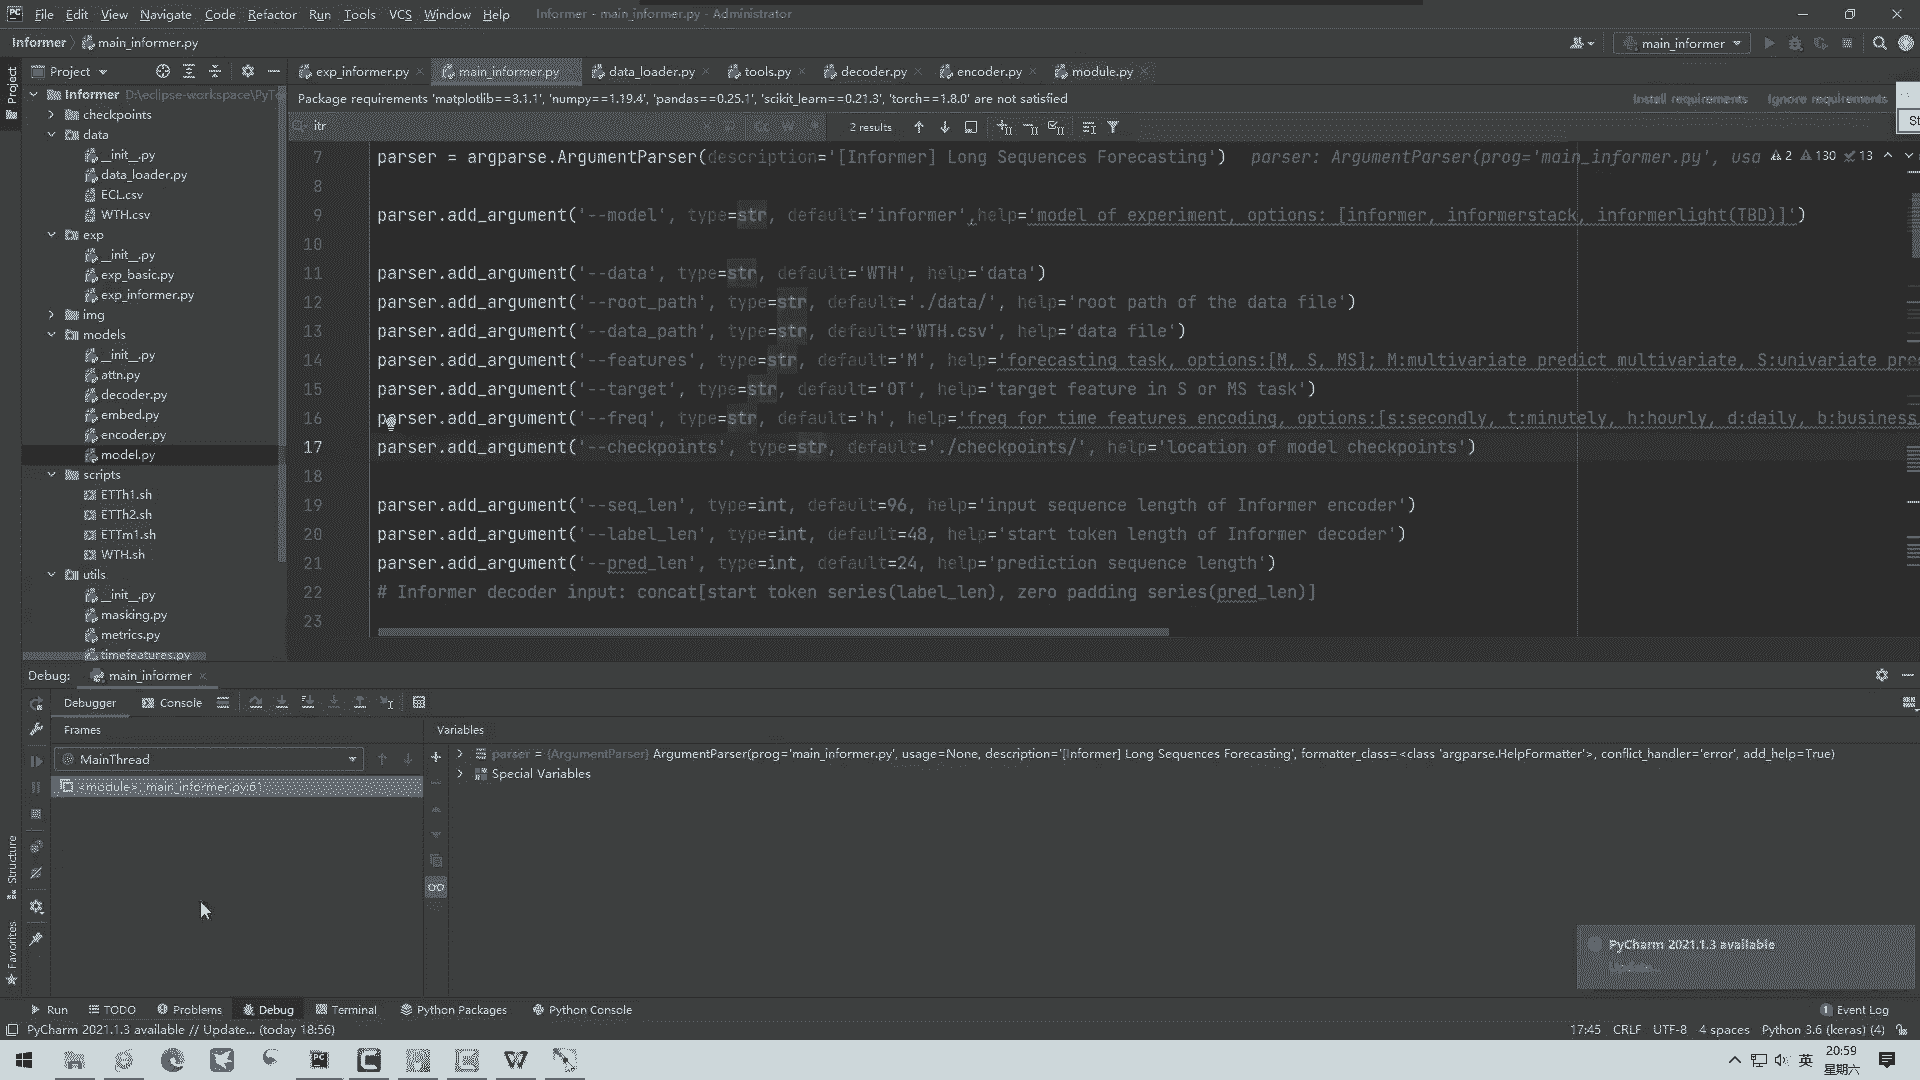 File Edit View Navigate Code Refactor Run Tools VCS Window Help Informer - main_informer.py - Administrator
Informer main_informer.py main_informer
Project exp_informer.py main_informer.py data_loader.py tools.py decoder.py encoder.py module.py
Package requirements 'matplotlib==3.1.1', 'numpy==1.19.4', 'pandas==0.25.1', 'scikit_learn==0.21.3', 'torch==1.8.0' are not satisfied Install requirements Ignore requirements
itr 2 results
Project
Informer
checkpoints
data
__init__.py
data_loader.py
ECL.csv
WTH.csv
exp
__init__.py
exp_basic.py
exp_informer.py
img
models
__init__.py
attn.py
decoder.py
embed.py
encoder.py
model.py
scripts
ETTh1.sh
ETTh2.sh
ETTm1.sh
WTH.sh
utils
__init__.py
masking.py
metrics.py
timefeatures.py
7 parser = argparse.ArgumentParser(description='[Informer] Long Sequences Forecasting') parser: ArgumentParser(prog='main_informer.py', usa 2 130 13
8
9 parser.add_argument('--model', type=str, default='informer',help='model of experiment, options: [informer, informerstack, informerlight(TBD)]')
10
11 parser.add_argument('--data', type=str, default='WTH', help='data')
12 parser.add_argument('--root_path', type=str, default='./data/', help='root path of the data file')
13 parser.add_argument('--data_path', type=str, default='WTH.csv', help='data file')
14 parser.add_argument('--features', type=str, default='M', help='forecasting task, options:[M, S, MS]; M:multivariate predict multivariate, S:univariate pre
15 parser.add_argument('--target', type=str, default='OT', help='target feature in S or MS task')
16 parser.add_argument('--freq', type=str, default='h', help='freq for time features encoding, options:[s:secondly, t:minutely, h:hourly, d:daily, b:business
17 parser.add_argument('--checkpoints', type=str, default='./checkpoints/', help='location of model checkpoints')
18
19 parser.add_argument('--seq_len', type=int, default=96, help='input sequence length of Informer encoder')
20 parser.add_argument('--label_len', type=int, default=48, help='start token length of Informer decoder')
21 parser.add_argument('--pred_len', type=int, default=24, help='prediction sequence length')
22 # Informer decoder input: concat[start token series(label_len), zero padding series(pred_len)]
23
Debug: main_informer
Debugger Console
Frames Variables
MainThread
<module>, main_informer.py:61
parser = {ArgumentParser} ArgumentParser(prog='main_informer.py', usage=None, description='[Informer] Long Sequences Forecasting', formatter_class=<class 'argparse.HelpFormatter'>, conflict_handler='error', add_help=True)
Special Variables
Structure
Favorites
PyCharm 2021.1.3 available
Update...
Run TODO Problems Debug Terminal Python Packages Python Console 1 Event Log
PyCharm 2021.1.3 available // Update... (today 18:56) 17:45 CRLF UTF-8 4 spaces Python 3.6 (keras) (4)
英 20:59
星期六